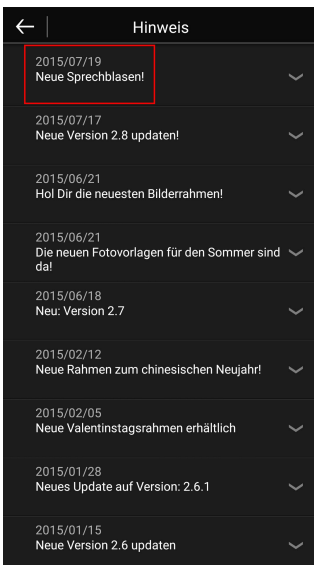 Hinweis
2015/07/19
Neue Sprechblasen!
2015/07/17
Neue Version 2.8 updaten!
2015/06/21
Hol Dir die neuesten Bilderrahmen!
2015/06/21
Die neuen Fotovorlagen für den Sommer sind
da!
2015/06/18
Neu: Version 2.7
2015/02/12
Neue Rahmen zum chinesischen Neujahr!
2015/02/05
Neue Valentinstagsrahmen erhältlich
2015/01/28
Neues Update auf Version: 2.6.1
2015/01/15
Neue Version 2.6 updaten